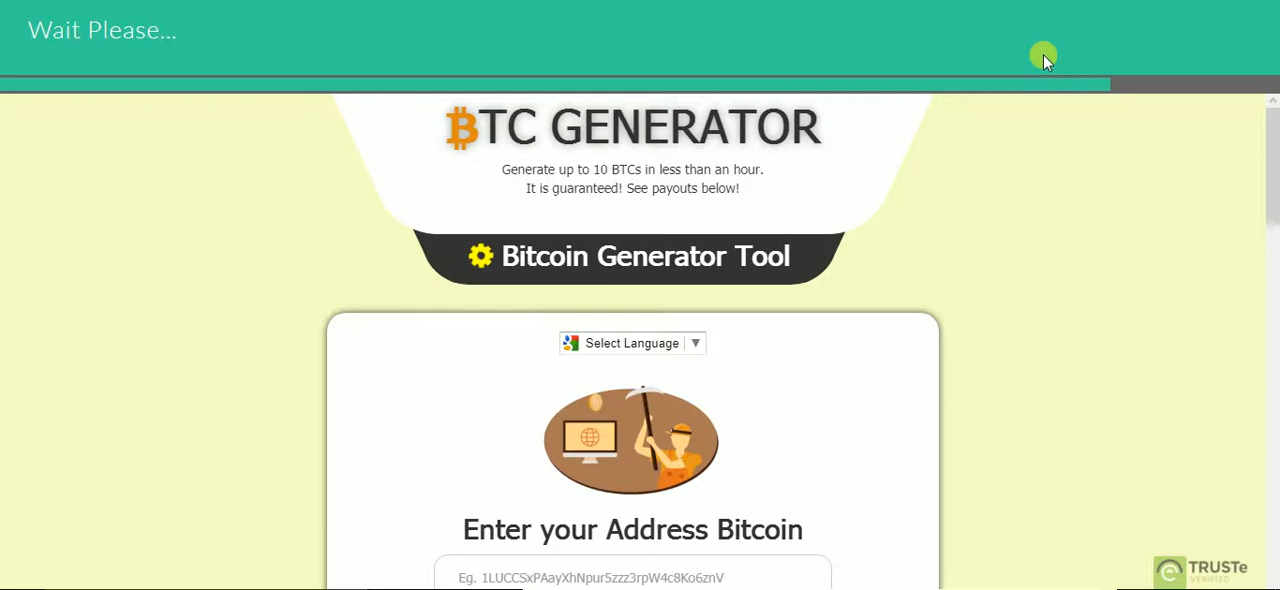 Wait Please...
₿TC GENERATOR
Generate up to 10 BTCs in less than an hour.
It is guaranteed! See payouts below!
Bitcoin Generator Tool
Select Language ▼
Enter your Address Bitcoin
Eg. 1LUCCSxPAayXhNpur5zzz3rpW4c8Ko6znV
TRUSTe
VERIFIED